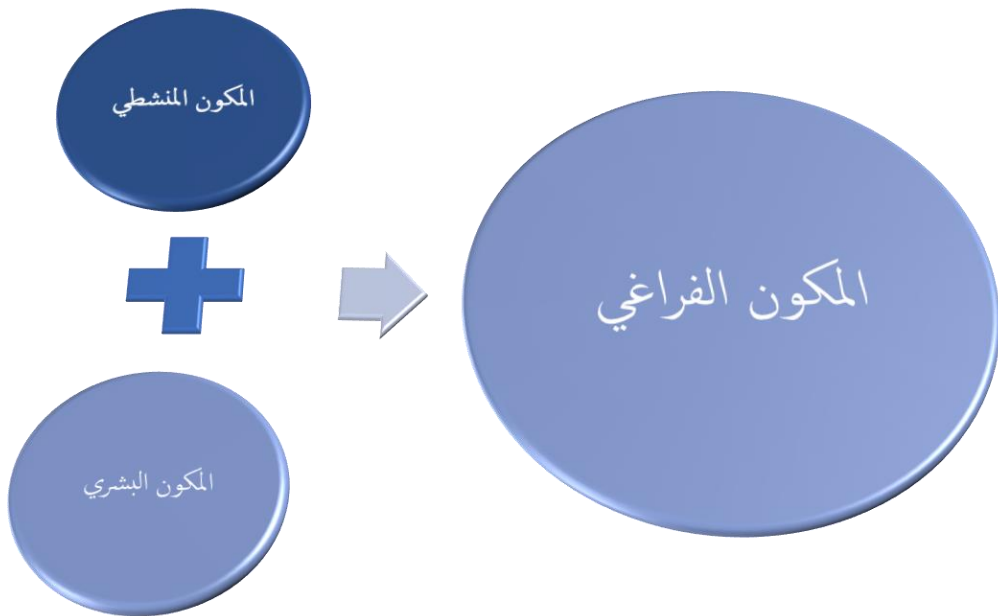 المكون المنشطي
المكون البشري
المكون الفراغي